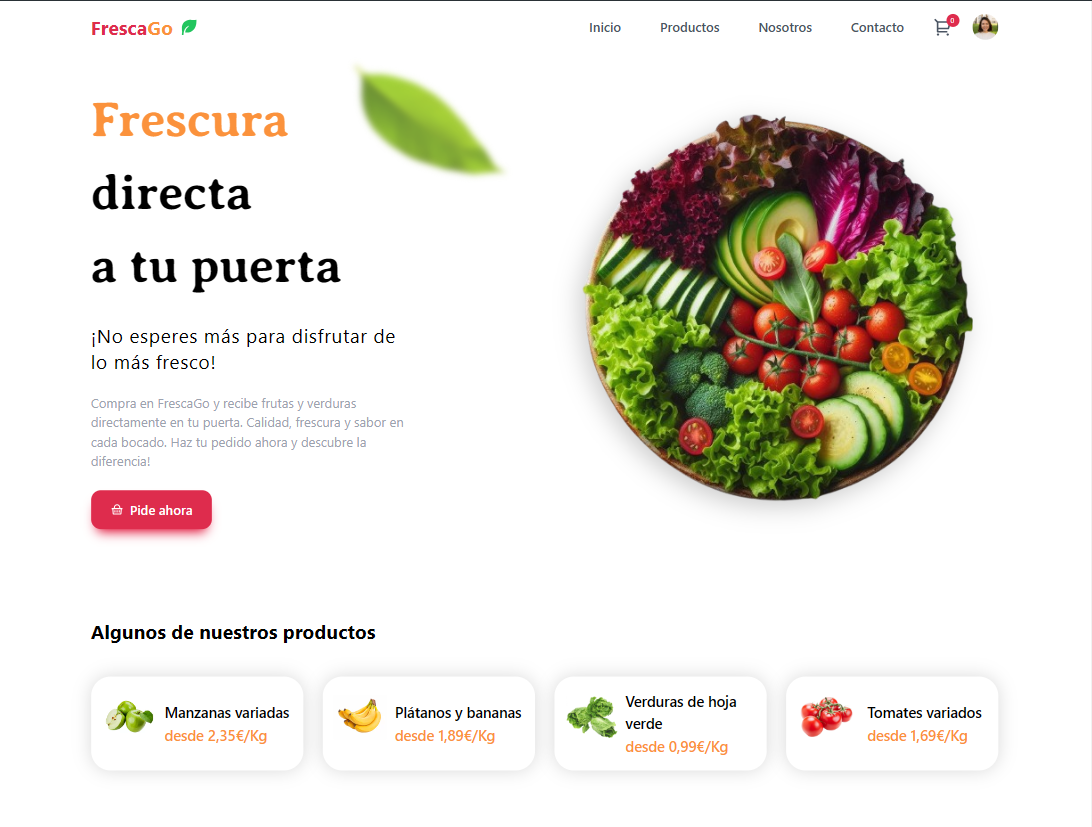 FrescaGo
Inicio
Productos
Nosotros
Contacto
0
Frescura
directa
a tu puerta
¡No esperes más para disfrutar de
lo más fresco!
Compra en FrescaGo y recibe frutas y verduras
directamente en tu puerta. Calidad, frescura y sabor en
cada bocado. Haz tu pedido ahora y descubre la
diferencia!
Pide ahora
Algunos de nuestros productos
Manzanas variadas
desde 2,35€/Kg
Plátanos y bananas
desde 1,89€/Kg
Verduras de hoja
verde
desde 0,99€/Kg
Tomates variados
desde 1,69€/Kg